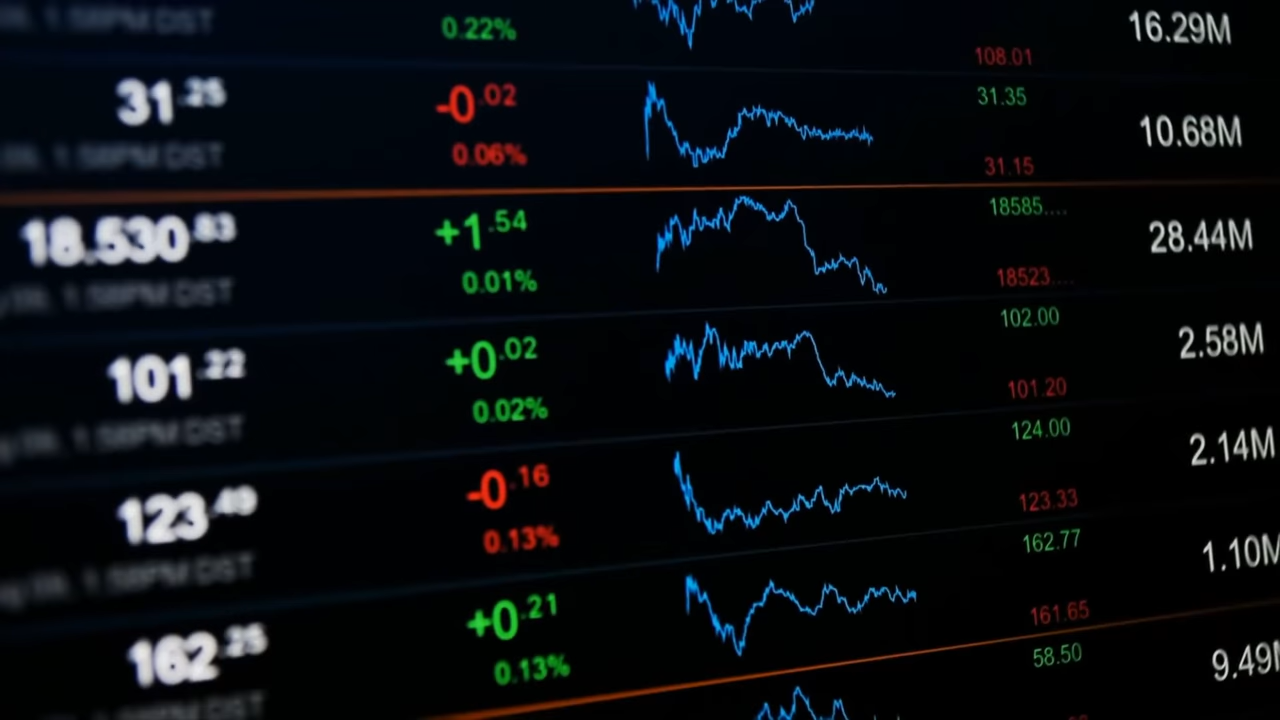 0.22% 108.01 16.29M
31.25 -0.02 31.35 10.68M
0.06% 31.15
18.530.83 +1.54 18585.... 28.44M
0.01% 18523....
101.22 +0.02 102.00 2.58M
0.02% 101.20
123.49 -0.16 124.00 2.14M
0.13% 123.33
162.25 +0.21 162.77 1.10M
0.13% 161.65
58.50 9.49M